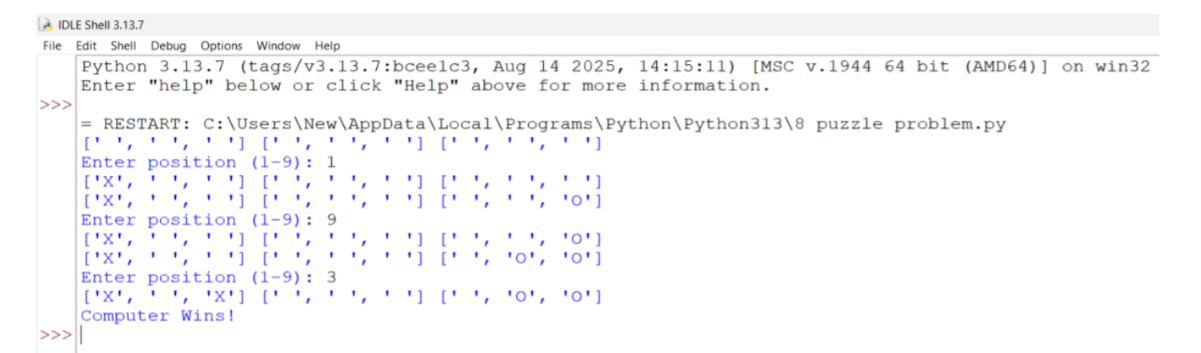 IDLE Shell 3.13.7
File Edit Shell Debug Options Window Help
Python 3.13.7 (tags/v3.13.7:bcee1c3, Aug 14 2025, 14:15:11) [MSC v.1944 64 bit (AMD64)] on win32
Enter "help" below or click "Help" above for more information.
>>>
= RESTART: C:\Users\New\AppData\Local\Programs\Python\Python313\8 puzzle problem.py
[' ', ' ', ' '] [' ', ' ', ' '] [' ', ' ', ' ']
Enter position (1-9): 1
['X', ' ', ' '] [' ', ' ', ' '] [' ', ' ', ' ']
['X', ' ', ' '] [' ', ' ', ' '] [' ', ' ', 'O']
Enter position (1-9): 9
['X', ' ', ' '] [' ', ' ', ' '] [' ', ' ', 'O']
['X', ' ', ' '] [' ', ' ', ' '] [' ', 'O', 'O']
Enter position (1-9): 3
['X', ' ', 'X'] [' ', ' ', ' '] [' ', 'O', 'O']
Computer Wins!
>>>